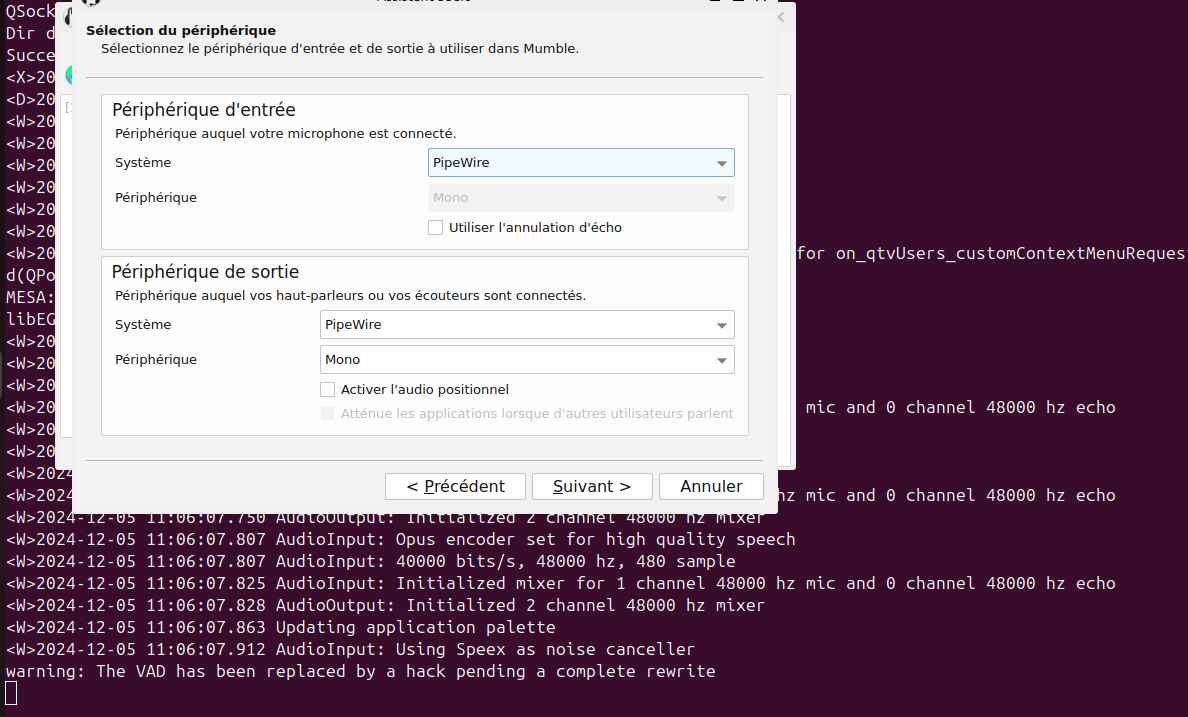 QSock
Dir d
Succe
<X>20
<D>20
<W>20
<W>20
<W>20
<W>20
<W>20
<W>20
<W>20 for on_qtvUsers_customContextMenuReques
d(QPo
MESA:
libEG
<W>20
<W>20
<W>20
<W>20 mic and 0 channel 48000 hz echo
<W>20
<W>20
<W>2024
<W>20 hz mic and 0 channel 48000 hz echo
Sélection du périphérique
Sélectionnez le périphérique d'entrée et de sortie à utiliser dans Mumble.
Périphérique d'entrée
Périphérique auquel votre microphone est connecté.
Système PipeWire
Périphérique Mono
Utiliser l'annulation d'écho
Périphérique de sortie
Périphérique auquel vos haut-parleurs ou vos écouteurs sont connectés.
Système PipeWire
Périphérique Mono
Activer l'audio positionnel
Atténue les applications lorsque d'autres utilisateurs parlent
< Précédent Suivant > Annuler
<W>2024-12-05 11:06:07.750 AudioOutput: Initialized 2 channel 48000 hz mixer
<W>2024-12-05 11:06:07.807 AudioInput: Opus encoder set for high quality speech
<W>2024-12-05 11:06:07.807 AudioInput: 40000 bits/s, 48000 hz, 480 sample
<W>2024-12-05 11:06:07.825 AudioInput: Initialized mixer for 1 channel 48000 hz mic and 0 channel 48000 hz echo
<W>2024-12-05 11:06:07.828 AudioOutput: Initialized 2 channel 48000 hz mixer
<W>2024-12-05 11:06:07.863 Updating application palette
<W>2024-12-05 11:06:07.912 AudioInput: Using Speex as noise canceller
warning: The VAD has been replaced by a hack pending a complete rewrite